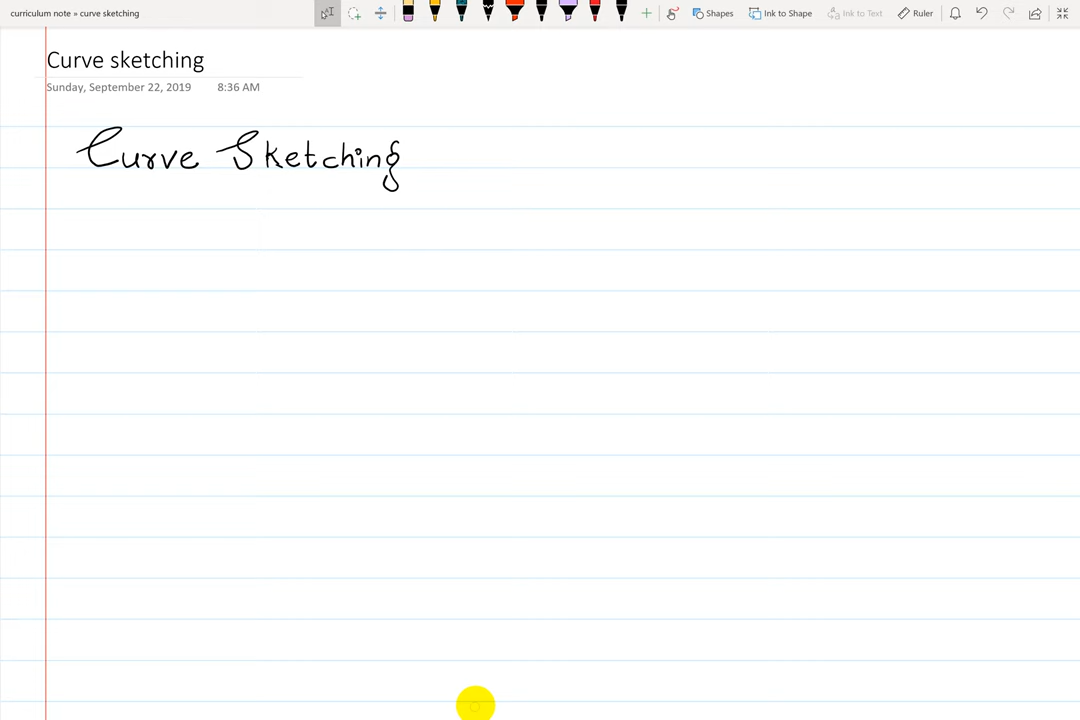 curriculum note » curve sketching
Shapes Ink to Shape Ink to Text Ruler
Curve sketching
Sunday, September 22, 2019 8:36 AM
Curve Sketching